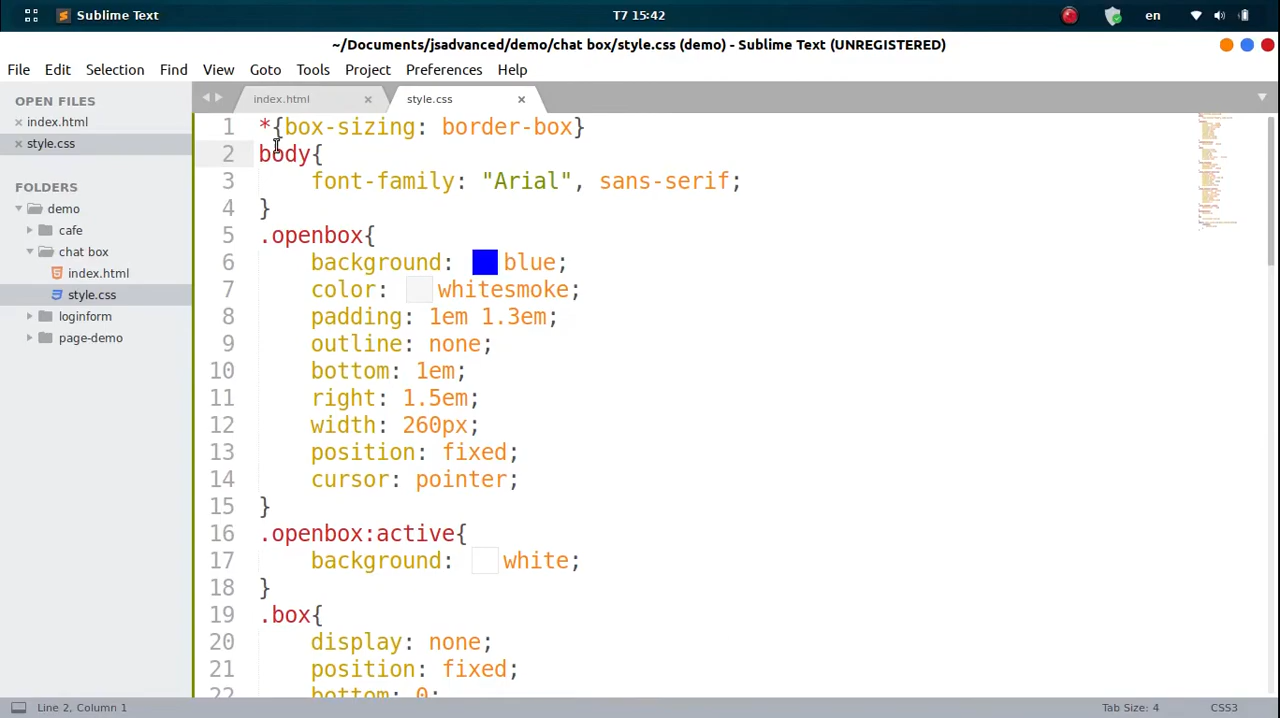 Sublime Text
T7 15:42
en
~/Documents/jsadvanced/demo/chat box/style.css (demo) - Sublime Text (UNREGISTERED)
File Edit Selection View Find Goto Tools Project Preferences Help
OPEN FILES
× index.html
× style.css
FOLDERS
demo
cafe
chat box
index.html
style.css
loginform
page-demo
index.html ×
style.css ×
1 *{box-sizing: border-box}
2 body{
3 font-family: "Arial", sans-serif;
4 }
5 .openbox{
6 background: blue;
7 color: whitesmoke;
8 padding: 1em 1.3em;
9 outline: none;
10 bottom: 1em;
11 right: 1.5em;
12 width: 260px;
13 position: fixed;
14 cursor: pointer;
15 }
16 .openbox:active{
17 background: white;
18 }
19 .box{
20 display: none;
21 position: fixed;
22 bottom: 0;
Line 2, Column 1
Tab Size: 4
CSS3